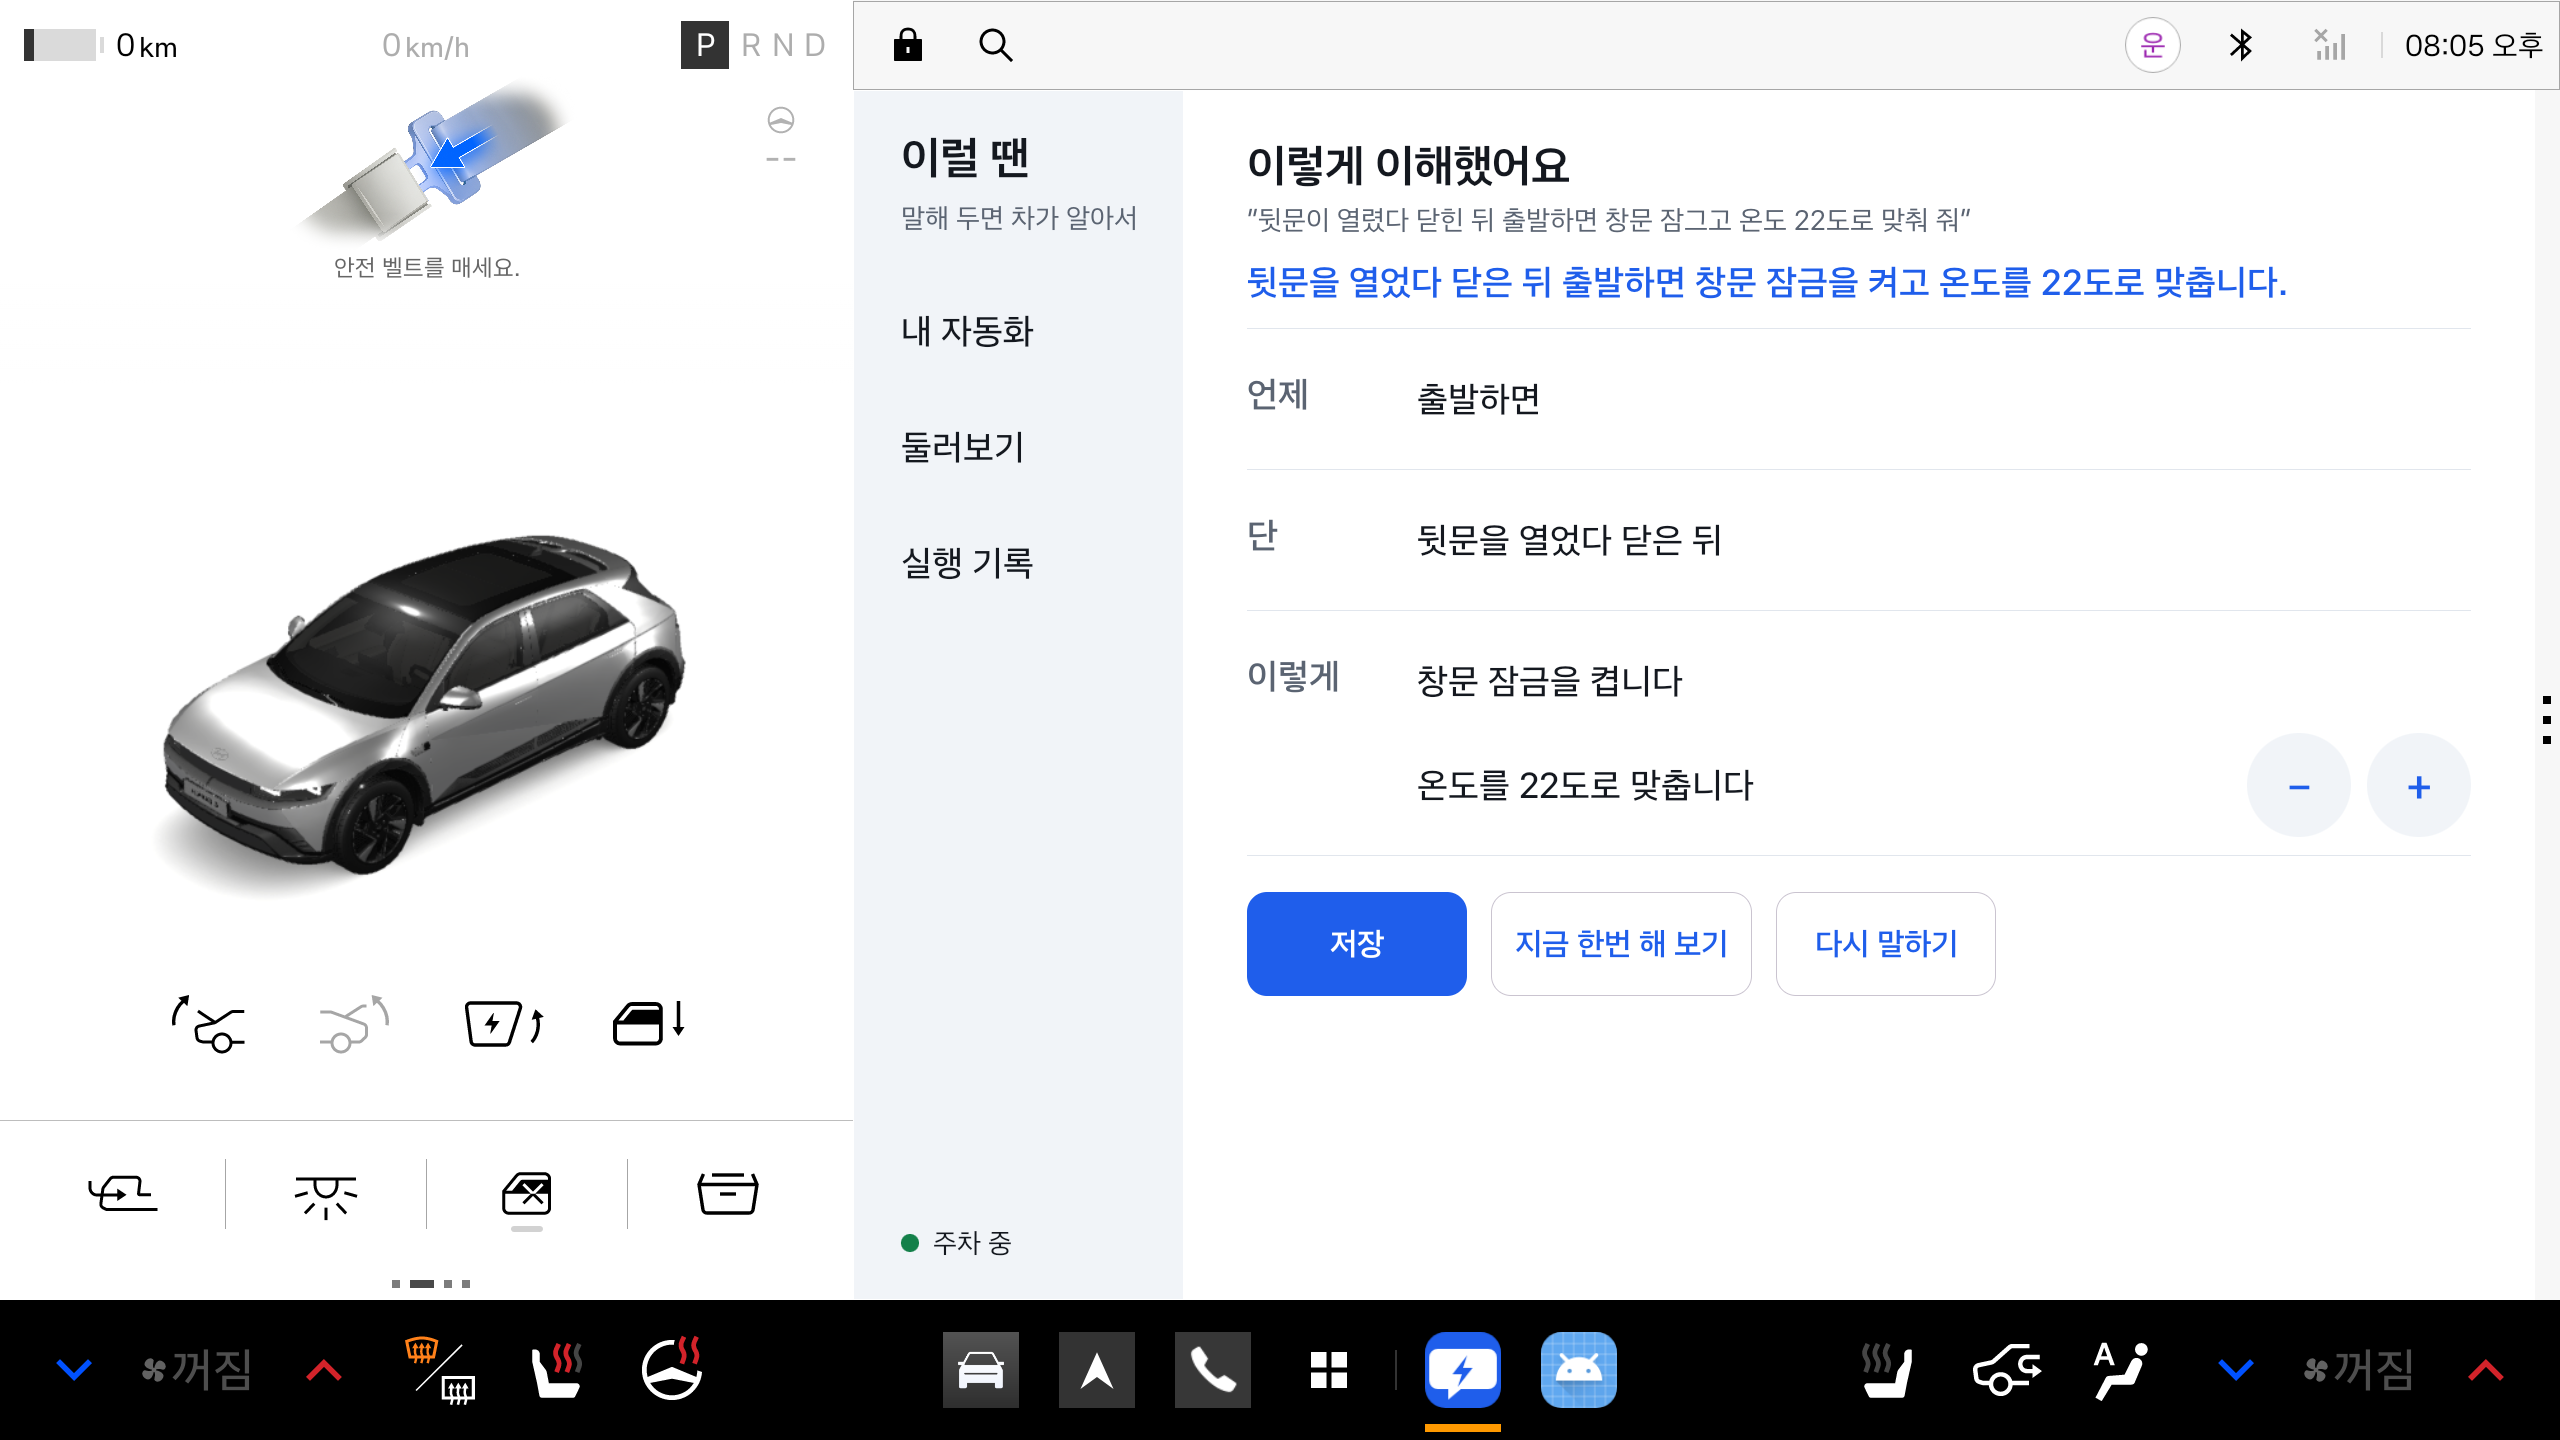 0 km
0 km/h
P R N D
운
08:05 오후
--
안전 벨트를 매세요.
이럴 땐
말해 두면 차가 알아서
내 자동화
둘러보기
실행 기록
주차 중
이렇게 이해했어요
"뒷문이 열렸다 닫힌 뒤 출발하면 창문 잠그고 온도 22도로 맞춰 줘"
뒷문을 열었다 닫은 뒤 출발하면 창문 잠금을 켜고 온도를 22도로 맞춥니다.
언제 출발하면
단 뒷문을 열었다 닫은 뒤
이렇게 창문 잠금을 켭니다
온도를 22도로 맞춥니다 − +
저장 지금 한번 해 보기 다시 말하기
꺼짐
A
꺼짐